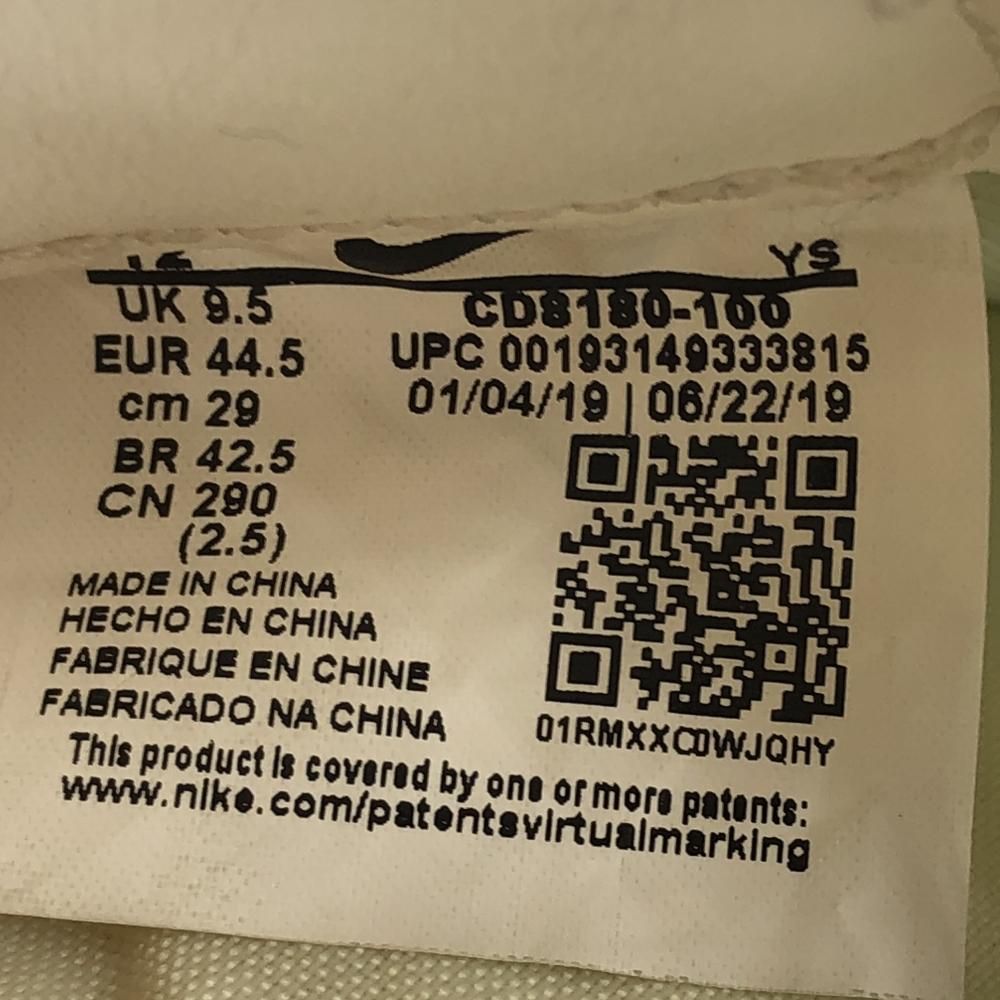 YS
UK 9.5
EUR 44.5
cm 29
BR 42.5
CN 290
(2.5)
CD8180-100
UPC 00193149333815
01/04/19 | 06/22/19
01RMXXCDWJQHY
MADE IN CHINA
HECHO EN CHINA
FABRIQUE EN CHINE
FABRICADO NA CHINA
This product is covered by one or more patents:
www.nike.com/patentsvirtualmarking